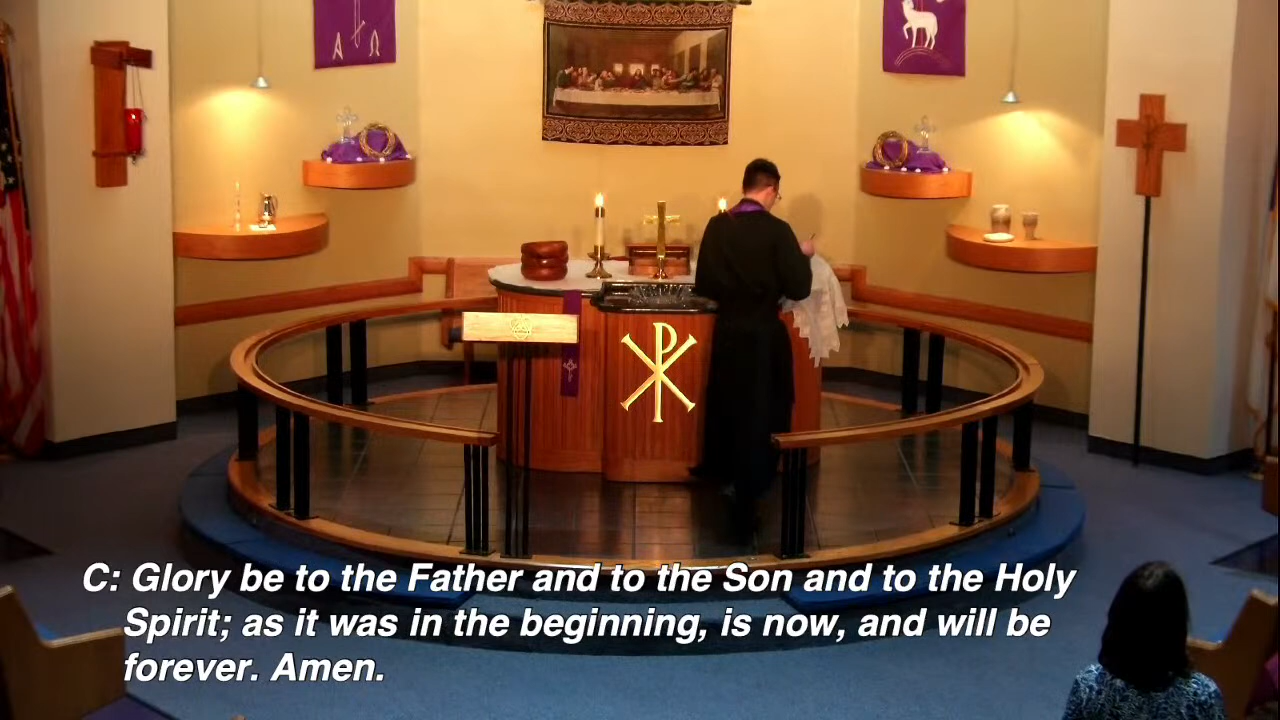 Α Ω
C: Glory be to the Father and to the Son and to the Holy
Spirit; as it was in the beginning, is now, and will be
forever. Amen.